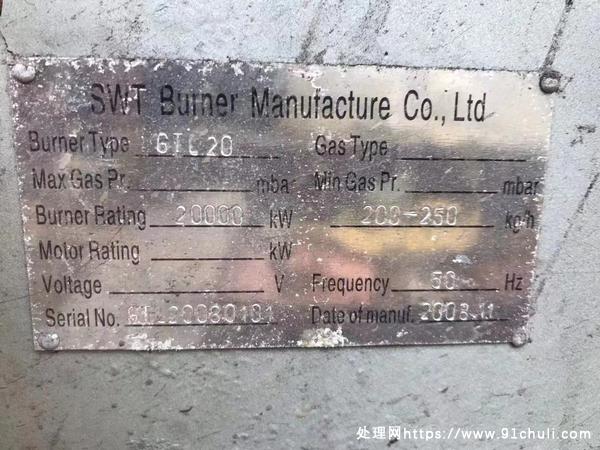 SWT Burner Manufacture Co., Ltd
Burner Type GTL20 Gas Type
Max Gas Pr. mba Min Gas Pr. mbar
Burner Rating 20000 kW 200-250 kg/h
Motor Rating kW
Voltage V Frequency 50 Hz
Serial No. Date of manuf. 2008.11
处理网https://www.91chuli.com/